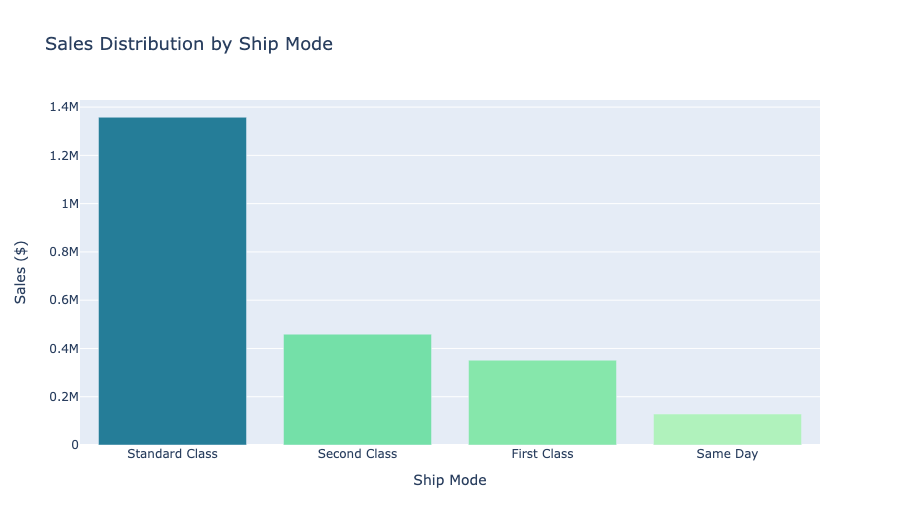 Sales Distribution by Ship Mode
1.4M
1.2M
1M
0.8M
0.6M
0.4M
0.2M
0
Sales ($)
Standard Class
Second Class
First Class
Same Day
Ship Mode